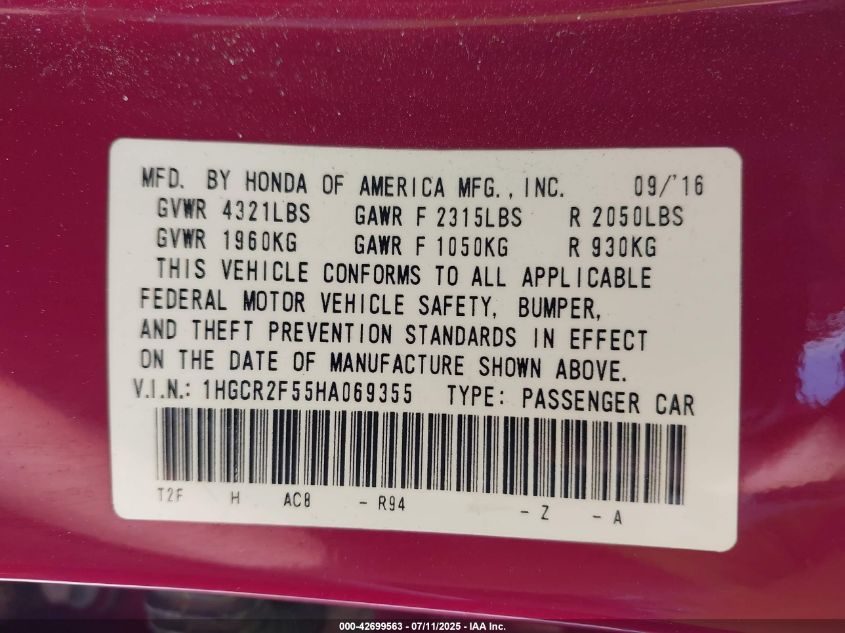 MFD. BY HONDA OF AMERICA MFG., INC. 09/'16
GVWR 4321LBS GAWR F 2315LBS R 2050LBS
GVWR 1960KG GAWR F 1050KG R 930KG
THIS VEHICLE CONFORMS TO ALL APPLICABLE
FEDERAL MOTOR VEHICLE SAFETY, BUMPER,
AND THEFT PREVENTION STANDARDS IN EFFECT
ON THE DATE OF MANUFACTURE SHOWN ABOVE.
V.I.N.: 1HGCR2F55HA069355 TYPE: PASSENGER CAR
T2F H AC8 - R94 - Z - A
000-42699563 - 07/11/2025 - IAA Inc.